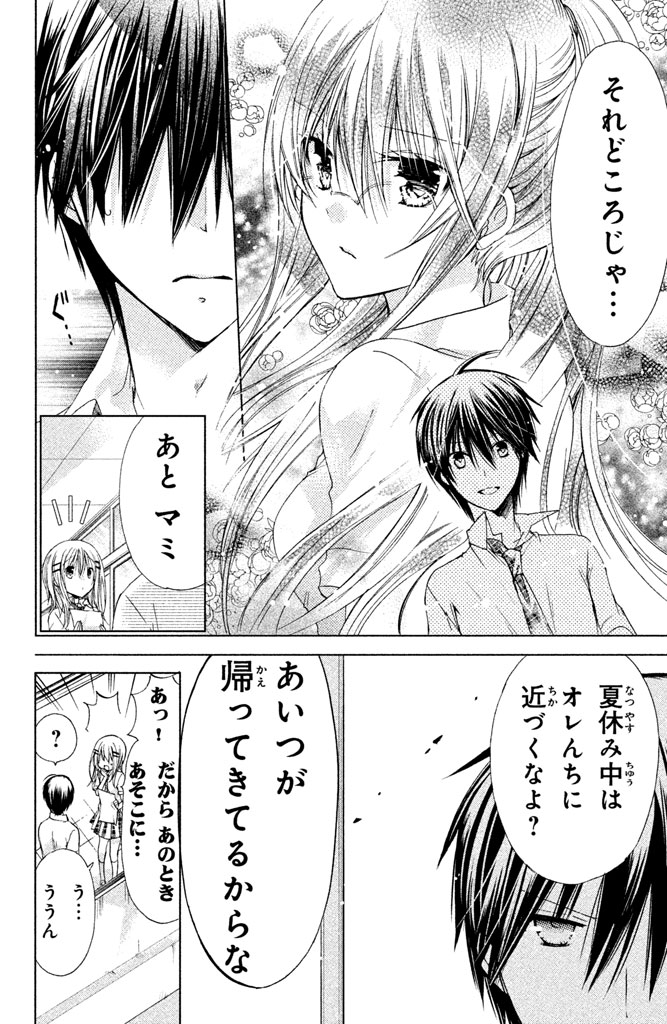 それどころじゃ…
ぐ…
あと マミ
夏休み中は
オレんちに
近づくなよ?
あいつが
帰ってきてるからな
あっ!
だから あのとき
あそこに…
?
う…
ううん